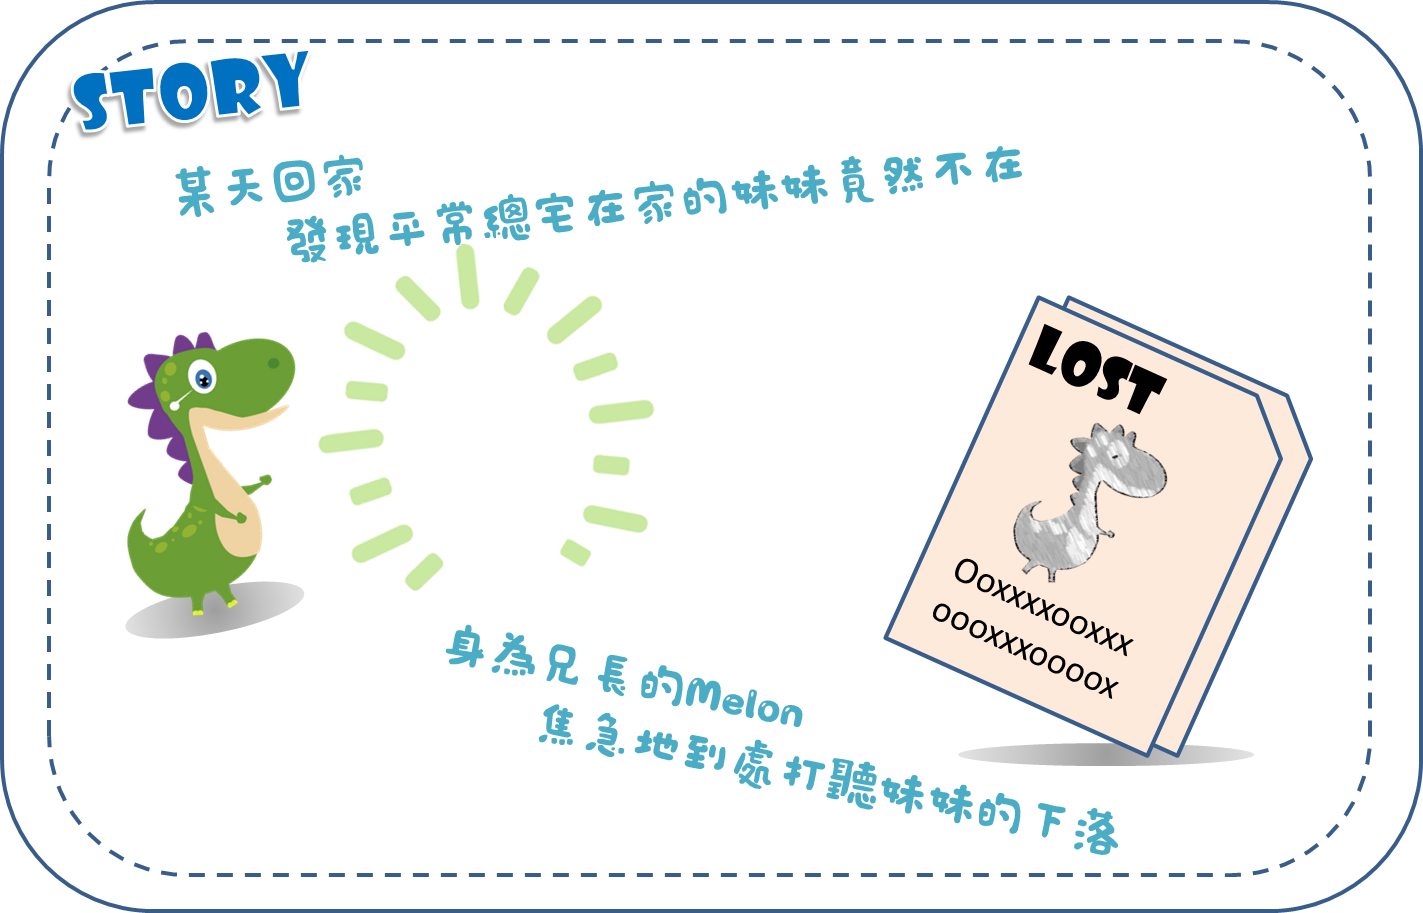 STORY
某天回家
發現平常總宅在家的妹妹竟然不在
LOST
Ooxxxxooxxx
oooxxxoooox
身為兄長的Melon
焦急地到處打聽妹妹的下落